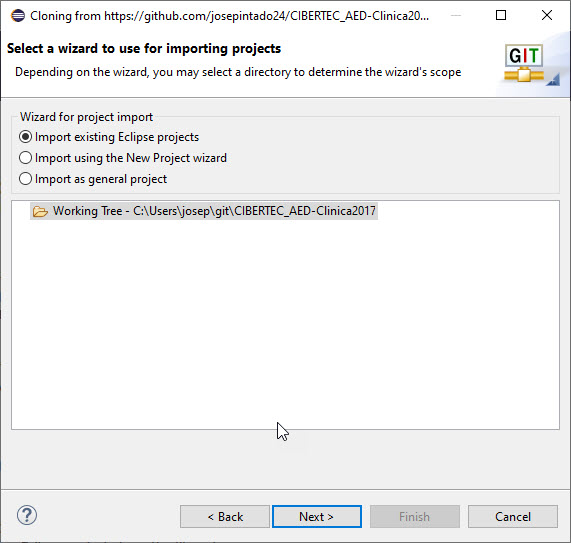 Cloning from https://github.com/josepintado24/CIBERTEC_AED-Clinica20...
Select a wizard to use for importing projects
Depending on the wizard, you may select a directory to determine the wizard's scope
GIT
Wizard for project import
Import existing Eclipse projects
Import using the New Project wizard
Import as general project
Working Tree - C:\Users\josep\git\CIBERTEC_AED-Clinica2017
?
< Back
Next >
Finish
Cancel